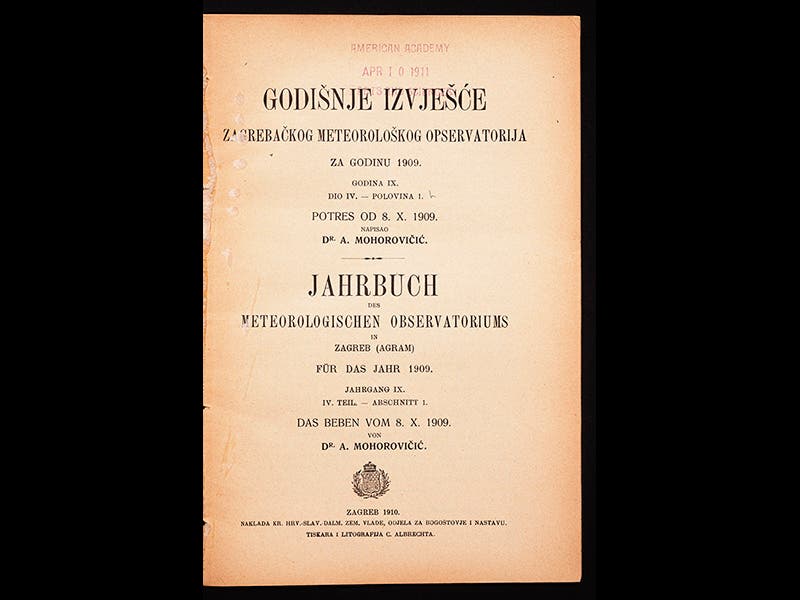 AMERICAN ACADEMY
APR 10 1911
GODIŠNJE IZVJEŠĆE
ZAGREBAČKOG METEOROLOŠKOG OPSERVATORIJA
ZA GODINU 1909.
GODINA IX.
DIO IV. — POLOVINA 1.
POTRES OD 8. X. 1909.
NAPISAO
DR. A. MOHOROVIČIĆ.
JAHRBUCH
DES
METEOROLOGISCHEN OBSERVATORIUMS
IN
ZAGREB (AGRAM)
FÜR DAS JAHR 1909.
JAHRGANG IX.
IV. TEIL. — ABSCHNITT 1.
DAS BEBEN VOM 8. X. 1909.
VON
DR. A. MOHOROVIČIĆ.
ZAGREB 1910.
NAKLADA KR. HRV.-SLAV. DALM. ZEM. VLADE, ODJELA ZA BOGOSTOVJE I NASTAVU.
TISKARA I LITOGRAFIJA C. ALBRECHTA.